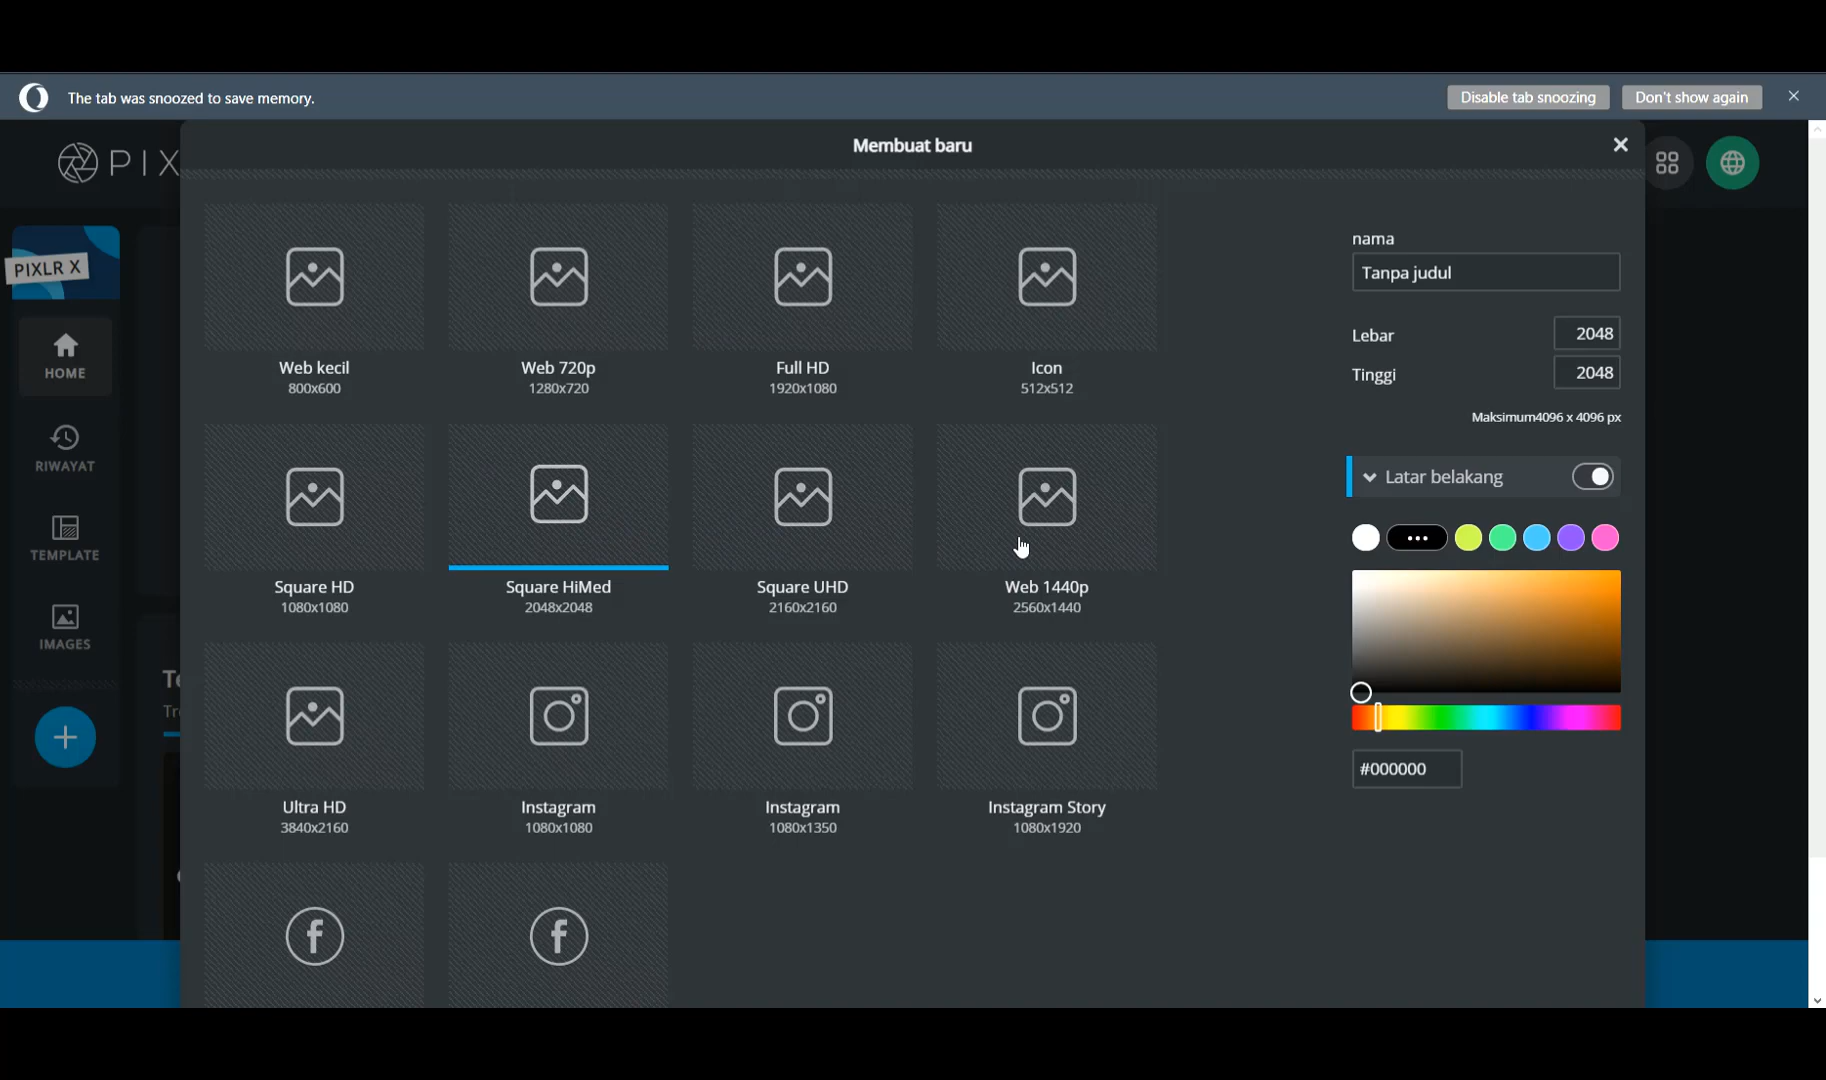 The tab was snoozed to save memory.
Disable tab snoozing
Don't show again
PIX
Membuat baru
PIXLR X
HOME
RIWAYAT
TEMPLATE
IMAGES
Te
Tr
Web kecil
800x600
Web 720p
1280x720
Full HD
1920x1080
Icon
512x512
Square HD
1080x1080
Square HiMed
2048x2048
Square UHD
2160x2160
Web 1440p
2560x1440
Ultra HD
3840x2160
Instagram
1080x1080
Instagram
1080x1350
Instagram Story
1080x1920
nama
Tanpa judul
Lebar
2048
Tinggi
2048
Maksimum4096 x 4096 px
Latar belakang
#000000